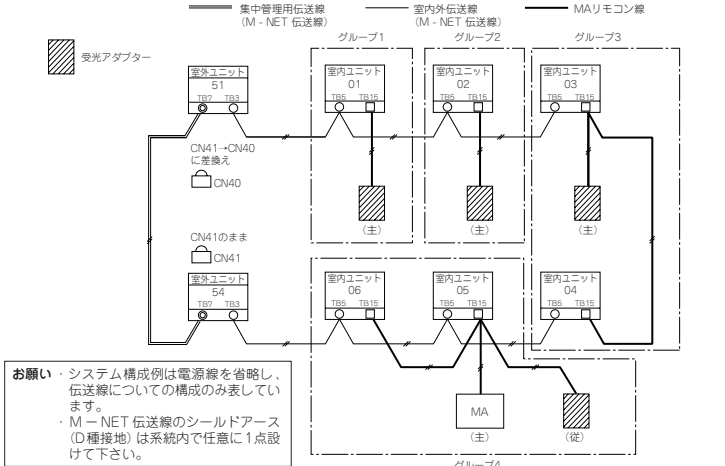 集中管理用伝送線
(M - NET 伝送線)
室内外伝送線
(M - NET 伝送線)
MAリモコン線
受光アダプター
グループ1
グループ2
グループ3
室外ユニット
51
TB7 TB3
室内ユニット
01
TB5 TB15
室内ユニット
02
TB5 TB15
室内ユニット
03
TB5 TB15
CN41→CN40
に差換え
CN40
(主)
(主)
(主)
CN41のまま
CN41
室外ユニット
54
TB7 TB3
室内ユニット
06
TB5 TB15
室内ユニット
05
TB5 TB15
室内ユニット
04
TB5 TB15
MA
(主)
(従)
グループ4
お願い ・システム構成例は電源線を省略し、
伝送線についての構成のみ表してい
ます。
・M－NET 伝送線のシールドアース
(D種接地) は系統内で任意に1点設
けて下さい。